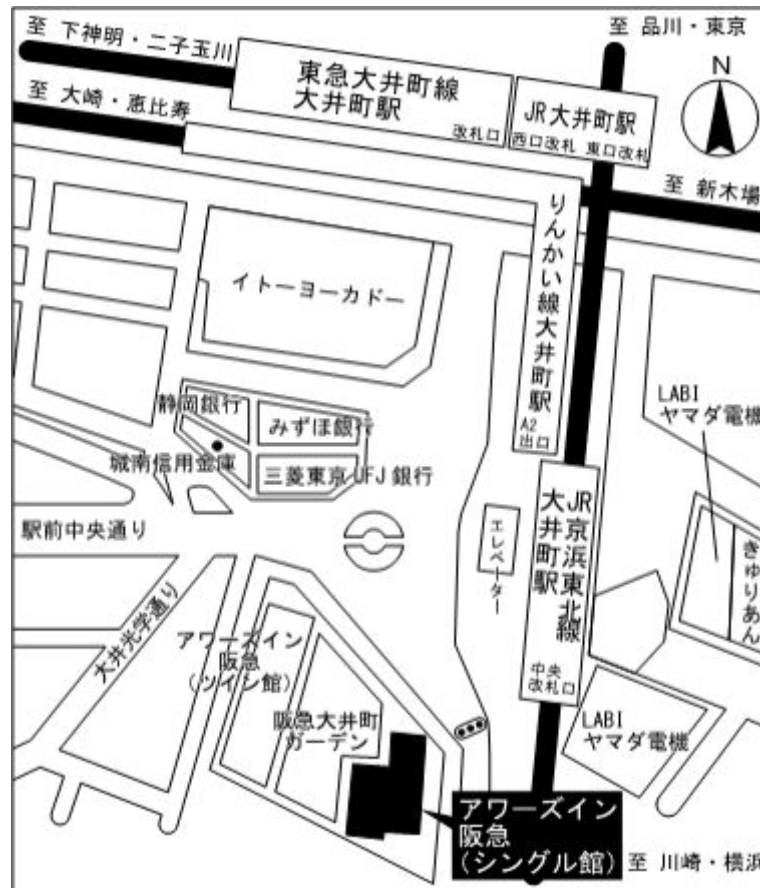 至 下神明・二子玉川
至 品川・東京
東急大井町線
大井町駅
改札口
JR大井町駅
西口改札 東口改札
N
至 大崎・恵比寿
至 新木場
りんかい線大井町駅
A2
出口
イトーヨーカドー
LABI
ヤマダ電機
静岡銀行
みずほ銀行
城南信用金庫
三菱東京UFJ銀行
駅前中央通り
エレベーター
JR京浜東北線
大井町駅
中央
改札口
きゅりあん
大井光学通り
アワーズイン
阪急
(ツイン館)
阪急大井町
ガーデン
LABI
ヤマダ電機
アワーズイン
阪急
(シングル館)
至 川崎・横浜